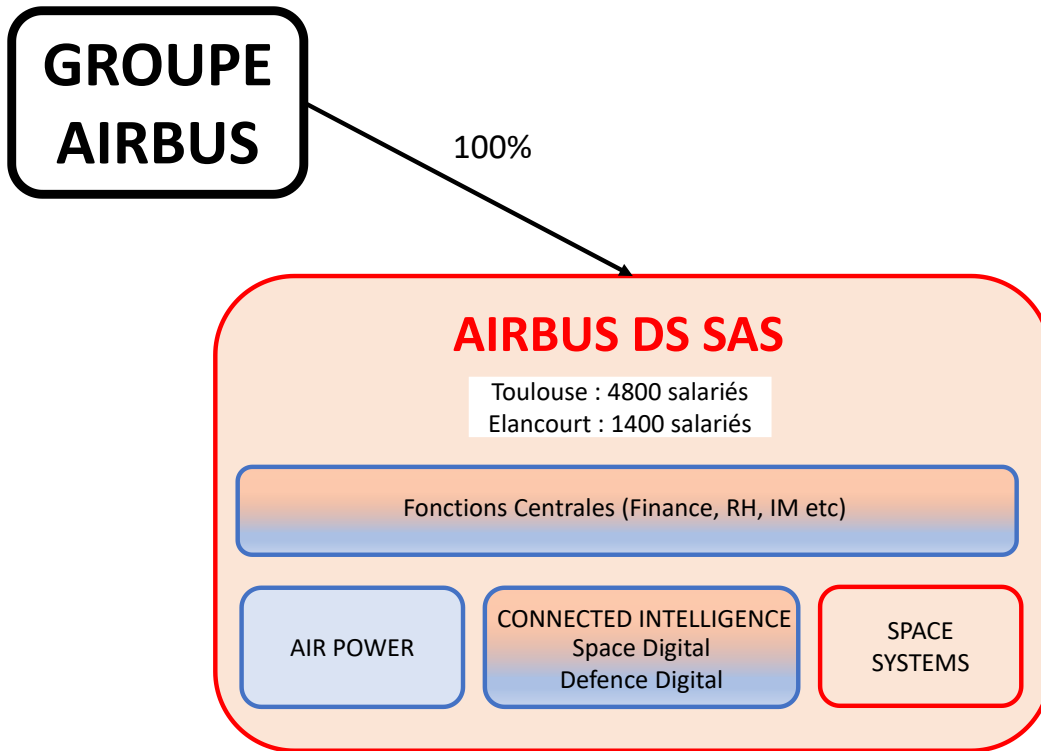 GROUPE
AIRBUS
100%
AIRBUS DS SAS
Toulouse : 4800 salariés
Elancourt : 1400 salariés
Fonctions Centrales (Finance, RH, IM etc)
AIR POWER
CONNECTED INTELLIGENCE
Space Digital
Defence Digital
SPACE
SYSTEMS